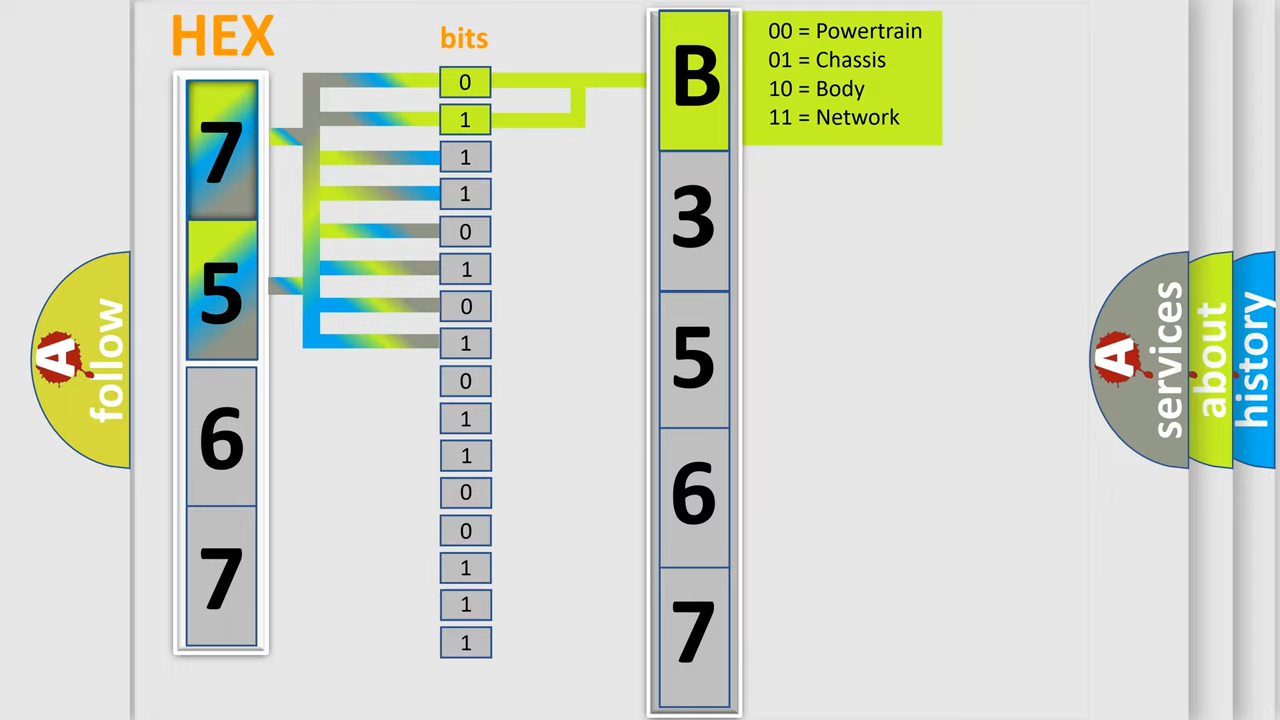 HEX
bits
7
5
6
7
0
1
1
1
0
1
0
1
0
1
1
0
0
1
1
1
B
3
5
6
7
00 = Powertrain
01 = Chassis
10 = Body
11 = Network
A
follow
A
services
about
history